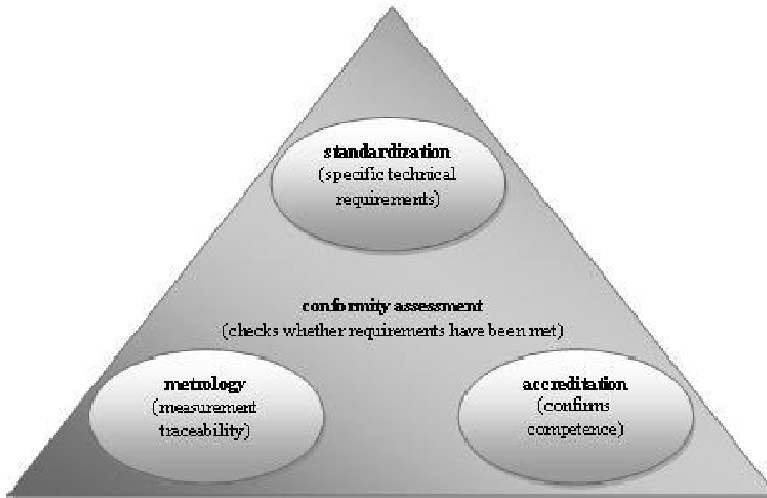 standardization
(specific technical
requirements)
conformity assessment
(checks whether requirements have been met)
metrology
(measurement
traceability)
accreditation
(confirms
competence)